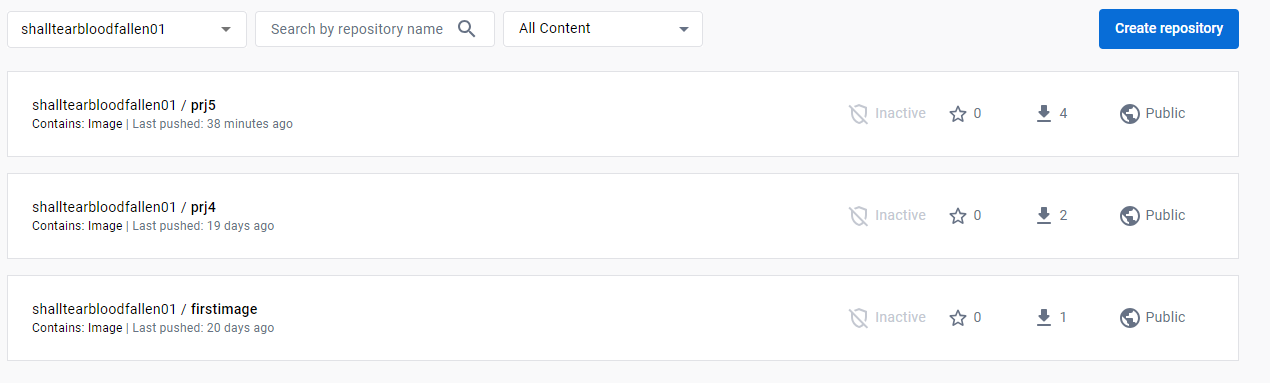 shalltearbloodfallen01 Search by repository name All Content Create repository
shalltearbloodfallen01 / prj5
Contains: Image | Last pushed: 38 minutes ago
Inactive 0 4 Public
shalltearbloodfallen01 / prj4
Contains: Image | Last pushed: 19 days ago
Inactive 0 2 Public
shalltearbloodfallen01 / firstimage
Contains: Image | Last pushed: 20 days ago
Inactive 0 1 Public